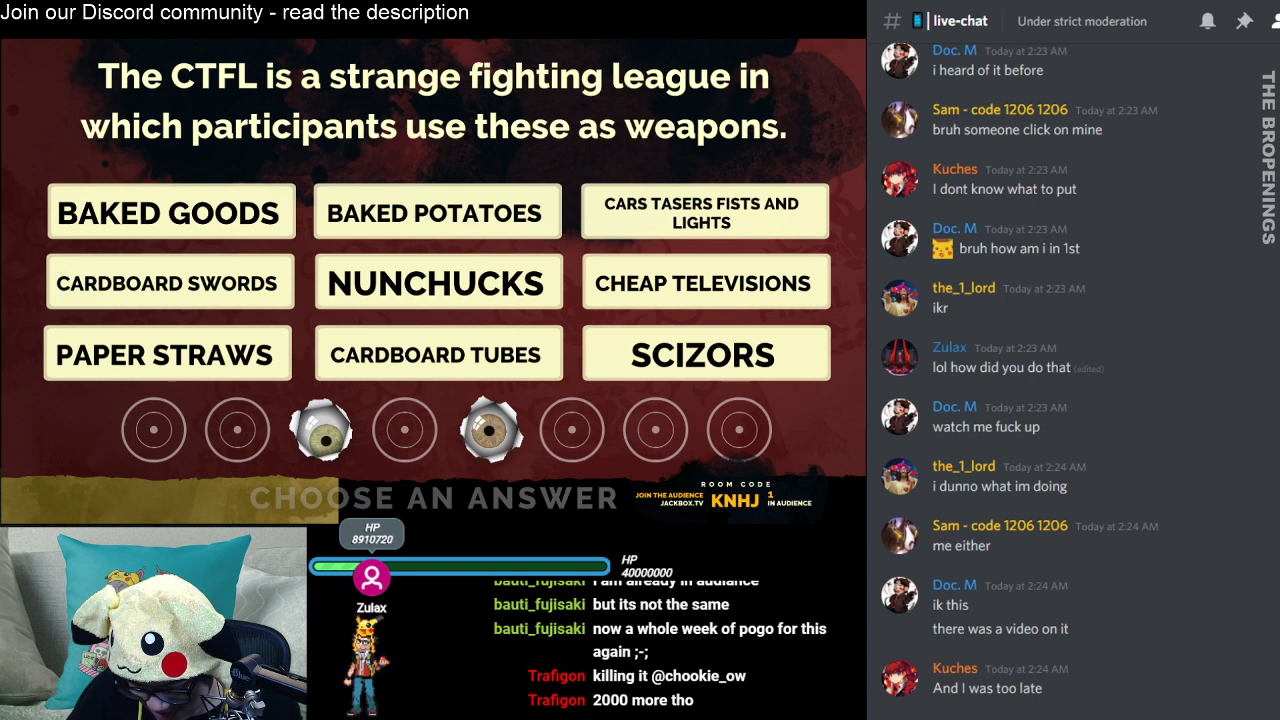 Join our Discord community - read the description
The CTFL is a strange fighting league in
which participants use these as weapons.
BAKED GOODS
BAKED POTATOES
CARS TASERS FISTS AND
LIGHTS
CARDBOARD SWORDS
NUNCHUCKS
CHEAP TELEVISIONS
PAPER STRAWS
CARDBOARD TUBES
SCIZORS
CHOOSE AN ANSWER
ROOM CODE
JOIN THE AUDIENCE
JACKBOX.TV
KNHJ
1
IN AUDIENCE
HP
8910720
HP
40000000
Zulax
bauti_fujisaki i am already in audiance
bauti_fujisaki but its not the same
bauti_fujisaki now a whole week of pogo for this
again ;-;
Trafigon killing it @chookie_ow
Trafigon 2000 more tho
Blue
# | live-chat Under strict moderation
Doc. M Today at 2:23 AM
i heard of it before
Sam - code 1206 1206 Today at 2:23 AM
bruh someone click on mine
Kuches Today at 2:23 AM
I dont know what to put
Doc. M Today at 2:23 AM
bruh how am i in 1st
the_1_lord Today at 2:23 AM
ikr
Zulax Today at 2:23 AM
lol how did you do that (edited)
Doc. M Today at 2:23 AM
watch me fuck up
the_1_lord Today at 2:24 AM
i dunno what im doing
Sam - code 1206 1206 Today at 2:24 AM
me either
Doc. M Today at 2:24 AM
ik this
there was a video on it
Kuches Today at 2:24 AM
And I was too late
THE BROPENINGS